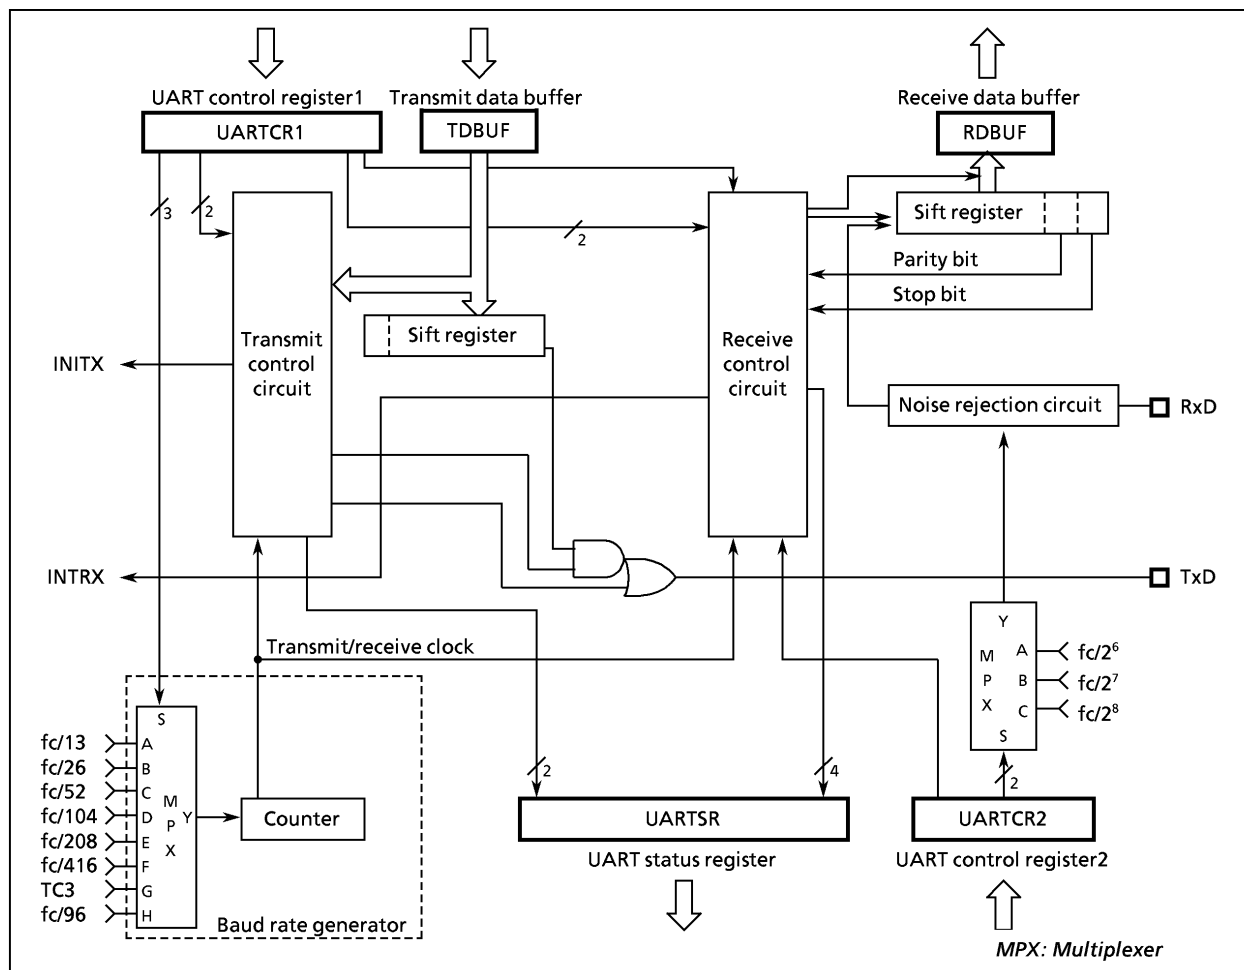 UART control register1
Transmit data buffer
Receive data buffer
UARTCR1
TDBUF
RDBUF
3
2
2
Sift register
Parity bit
Stop bit
Transmit
control
circuit
Sift register
Receive
control
circuit
INITX
Noise rejection circuit
RxD
INTRX
TxD
Transmit/receive clock
Y
M
P
X
A
B
C
S
fc/2⁶
fc/2⁷
fc/2⁸
S
fc/13
fc/26
fc/52
fc/104
fc/208
fc/416
TC3
fc/96
A
B
C
D
E
F
G
H
M
P
X
Y
Counter
Baud rate generator
2
4
2
UARTSR
UART status register
UARTCR2
UART control register2
MPX: Multiplexer